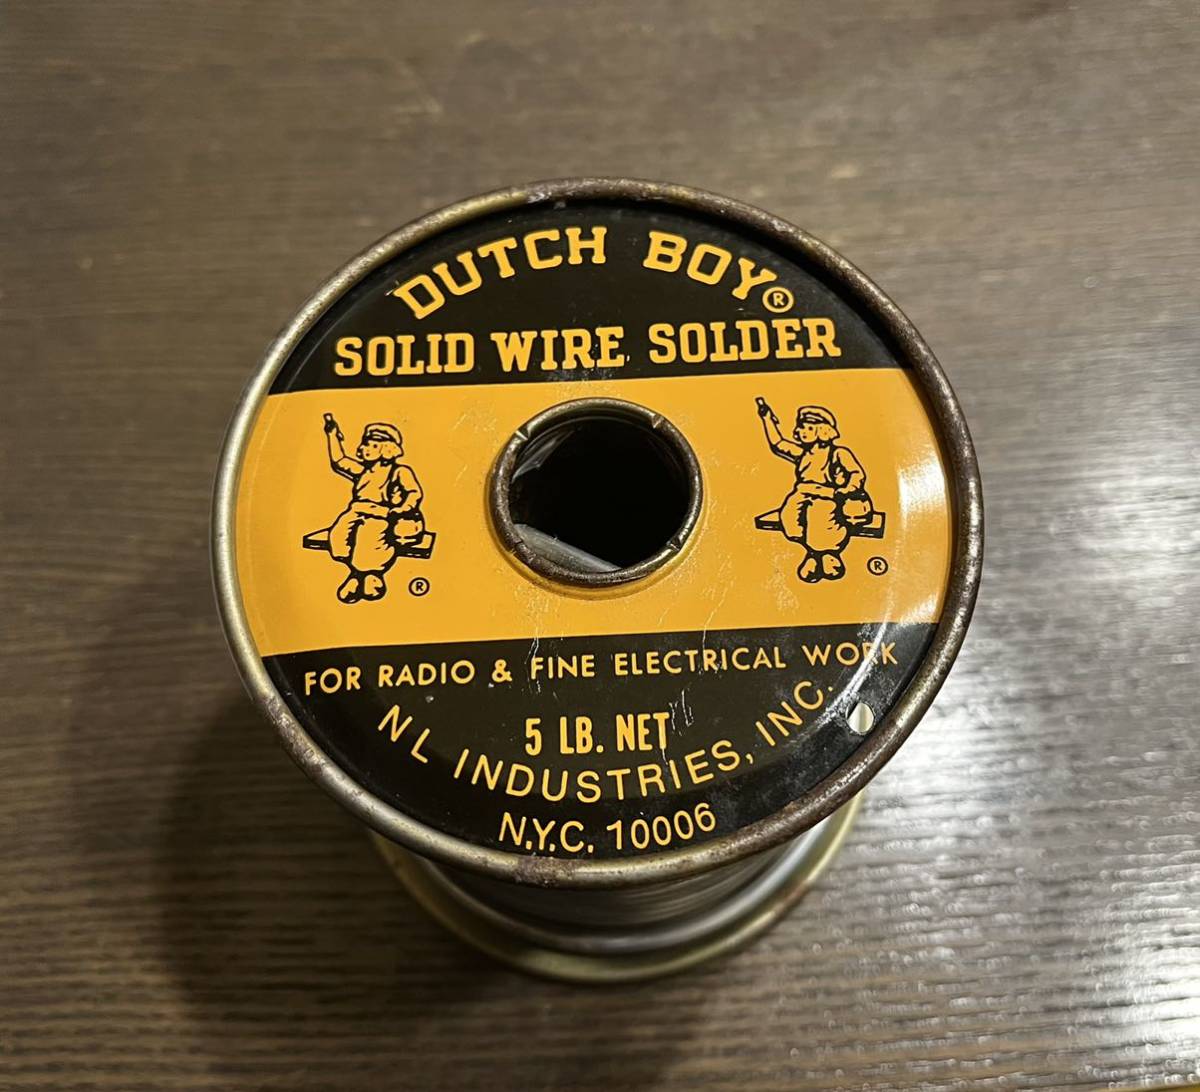 DUTCH BOY®
SOLID WIRE SOLDER
®
®
FOR RADIO & FINE ELECTRICAL WORK
5 LB. NET
NL INDUSTRIES, INC.
N.Y.C. 10006